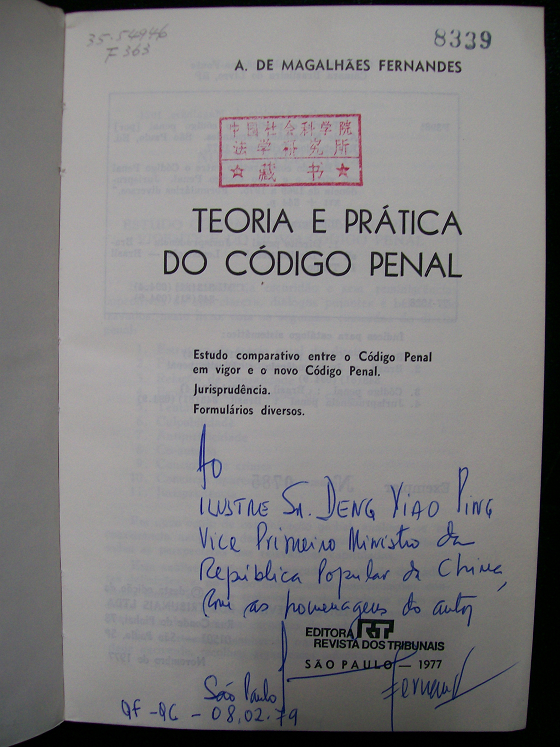 35-54946
F363
8339
A. DE MAGALHÃES FERNANDES
中国社会科学院
法学研究所
☆ 藏 书 ★
TEORIA E PRÁTICA
DO CÓDIGO PENAL
Estudo comparativo entre o Código Penal
em vigor e o novo Código Penal.
Jurisprudência.
Formulários diversos.
Ao
ILUSTRE SR. DENG XIAO PING
Vice Primeiro Ministro da
República Popular da China,
com as homenagens do autor,
EDITORA RT
REVISTA DOS TRIBUNAIS
SÃO PAULO — 1977
São Paulo
08.02.79